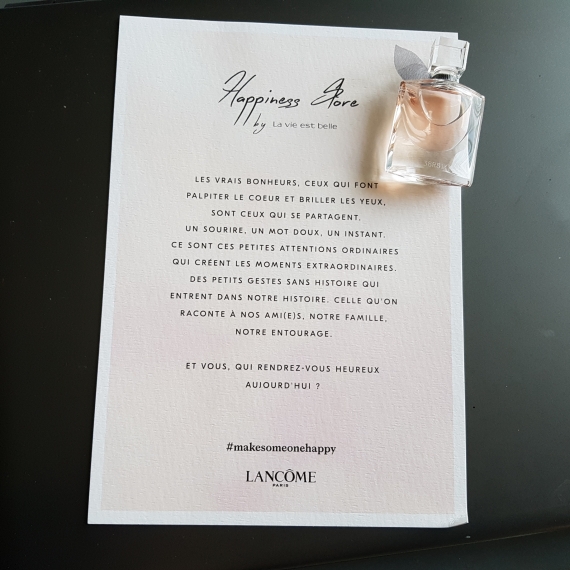 Happiness Store
by La vie est belle
LES VRAIS BONHEURS, CEUX QUI FONT
PALPITER LE COEUR ET BRILLER LES YEUX,
SONT CEUX QUI SE PARTAGENT.
UN SOURIRE, UN MOT DOUX, UN INSTANT.
CE SONT CES PETITES ATTENTIONS ORDINAIRES
QUI CRÉENT LES MOMENTS EXTRAORDINAIRES.
DES PETITS GESTES SANS HISTOIRE QUI
ENTRENT DANS NOTRE HISTOIRE. CELLE QU'ON
RACONTE À NOS AMI(E)S, NOTRE FAMILLE,
NOTRE ENTOURAGE.
ET VOUS, QUI RENDREZ-VOUS HEUREUX
AUJOURD'HUI ?
#makesomeonehappy
LANCÔME
PARIS